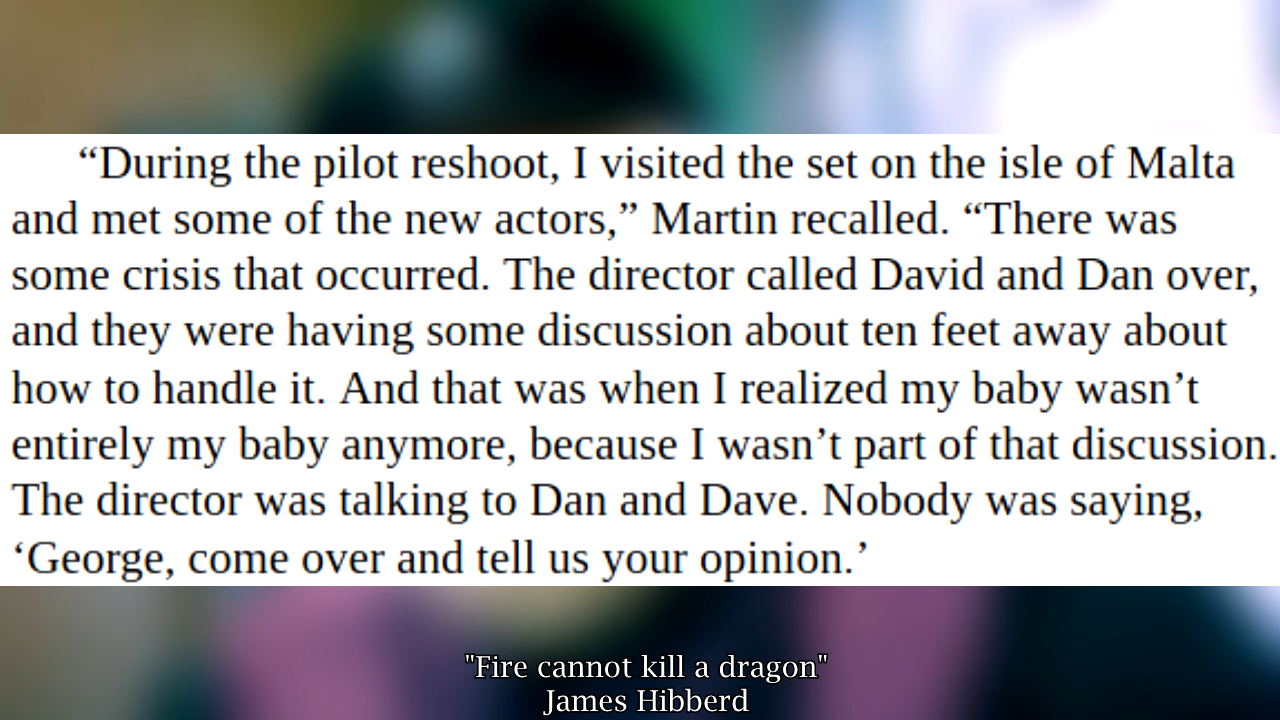 “During the pilot reshoot, I visited the set on the isle of Malta
and met some of the new actors,” Martin recalled. “There was
some crisis that occurred. The director called David and Dan over,
and they were having some discussion about ten feet away about
how to handle it. And that was when I realized my baby wasn’t
entirely my baby anymore, because I wasn’t part of that discussion.
The director was talking to Dan and Dave. Nobody was saying,
‘George, come over and tell us your opinion.’
"Fire cannot kill a dragon"
James Hibberd